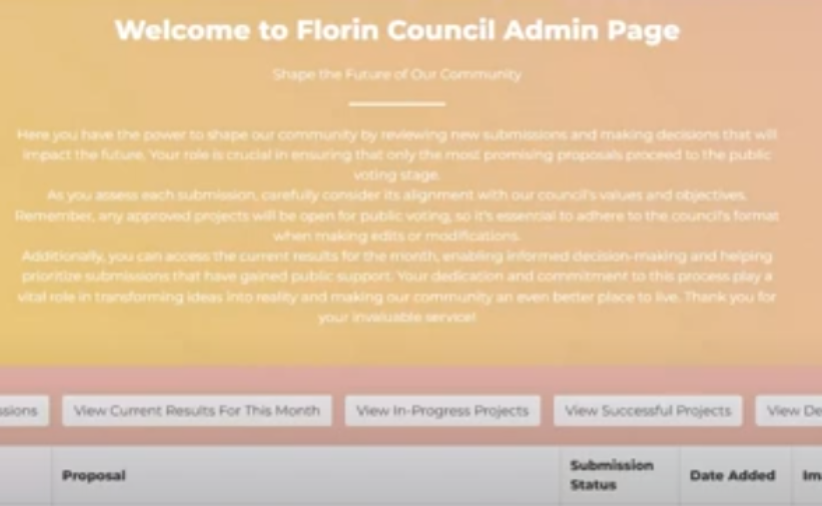 Welcome to Florin Council Admin Page
Shape the Future of Our Community
Here you have the power to shape our community by reviewing new submissions and making decisions that will
impact the future. Your role is crucial in ensuring that only the most promising proposals proceed to the public
voting stage.
As you assess each submission, carefully consider its alignment with our council's values and objectives.
Remember, any approved projects will be open for public voting, so it's essential to adhere to the council's format
when making edits or modifications.
Additionally, you can access the current results for the month, enabling informed decision-making and helping
prioritize submissions that have gained public support. Your dedication and commitment to this process play a
vital role in transforming ideas into reality and making our community an even better place to live. Thank you for
your invaluable service!
ssions View Current Results For This Month View In-Progress Projects View Successful Projects View De
Proposal Submission Status Date Added Im